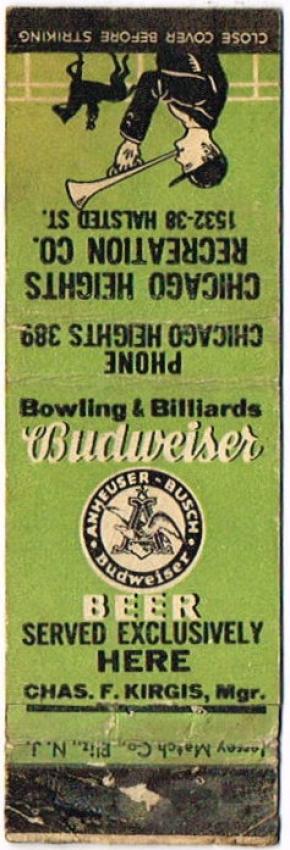 CLOSE COVER BEFORE STRIKING
1532-38 HALSTED ST.
RECREATION CO.
CHICAGO HEIGHTS
CHICAGO HEIGHTS 389
PHONE
Bowling & Billiards
Budweiser
ANHEUSER-BUSCH
Budweiser
BEER
SERVED EXCLUSIVELY
HERE
CHAS. F. KIRGIS, Mgr.
Jersey Match Co., Eliz., N. J.